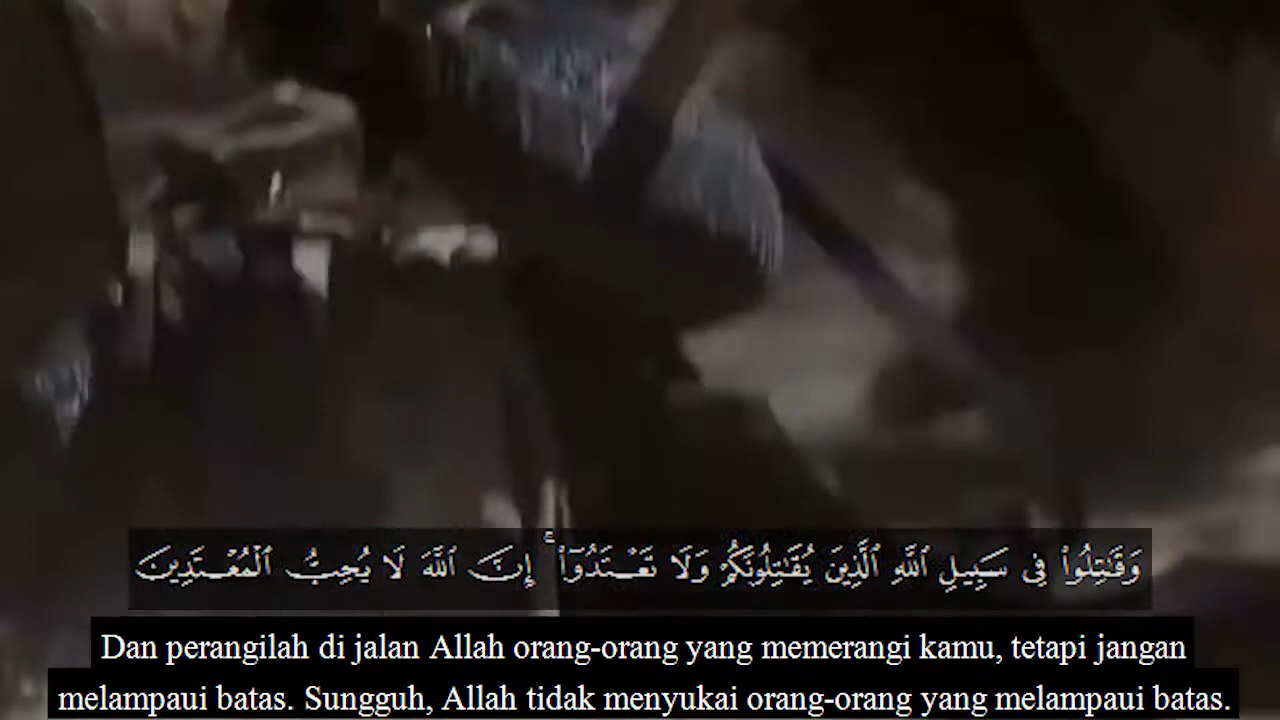 وَقَـٰتِلُوا۟ فِى سَبِيلِ ٱللَّهِ ٱلَّذِينَ يُقَـٰتِلُونَكُمْ وَلَا تَعْتَدُوٓا۟ ۚ إِنَّ ٱللَّهَ لَا يُحِبُّ ٱلْمُعْتَدِينَ
Dan perangilah di jalan Allah orang-orang yang memerangi kamu, tetapi jangan
melampaui batas. Sungguh, Allah tidak menyukai orang-orang yang melampaui batas.